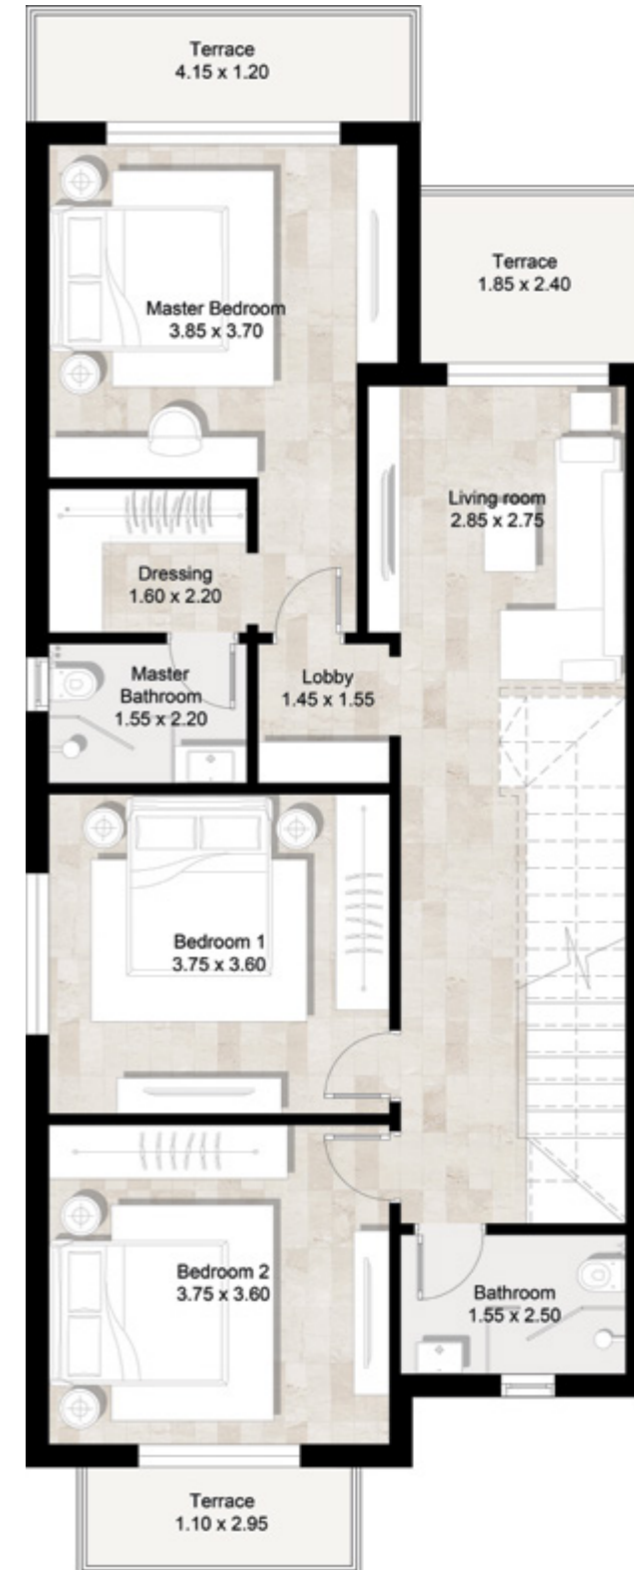 Terrace
4.15 x 1.20
Terrace
1.85 x 2.40
Master Bedroom
3.85 x 3.70
Living room
2.85 x 2.75
Dressing
1.60 x 2.20
Master
Bathroom
1.55 x 2.20
Lobby
1.45 x 1.55
Bedroom 1
3.75 x 3.60
Bedroom 2
3.75 x 3.60
Bathroom
1.55 x 2.50
Terrace
1.10 x 2.95